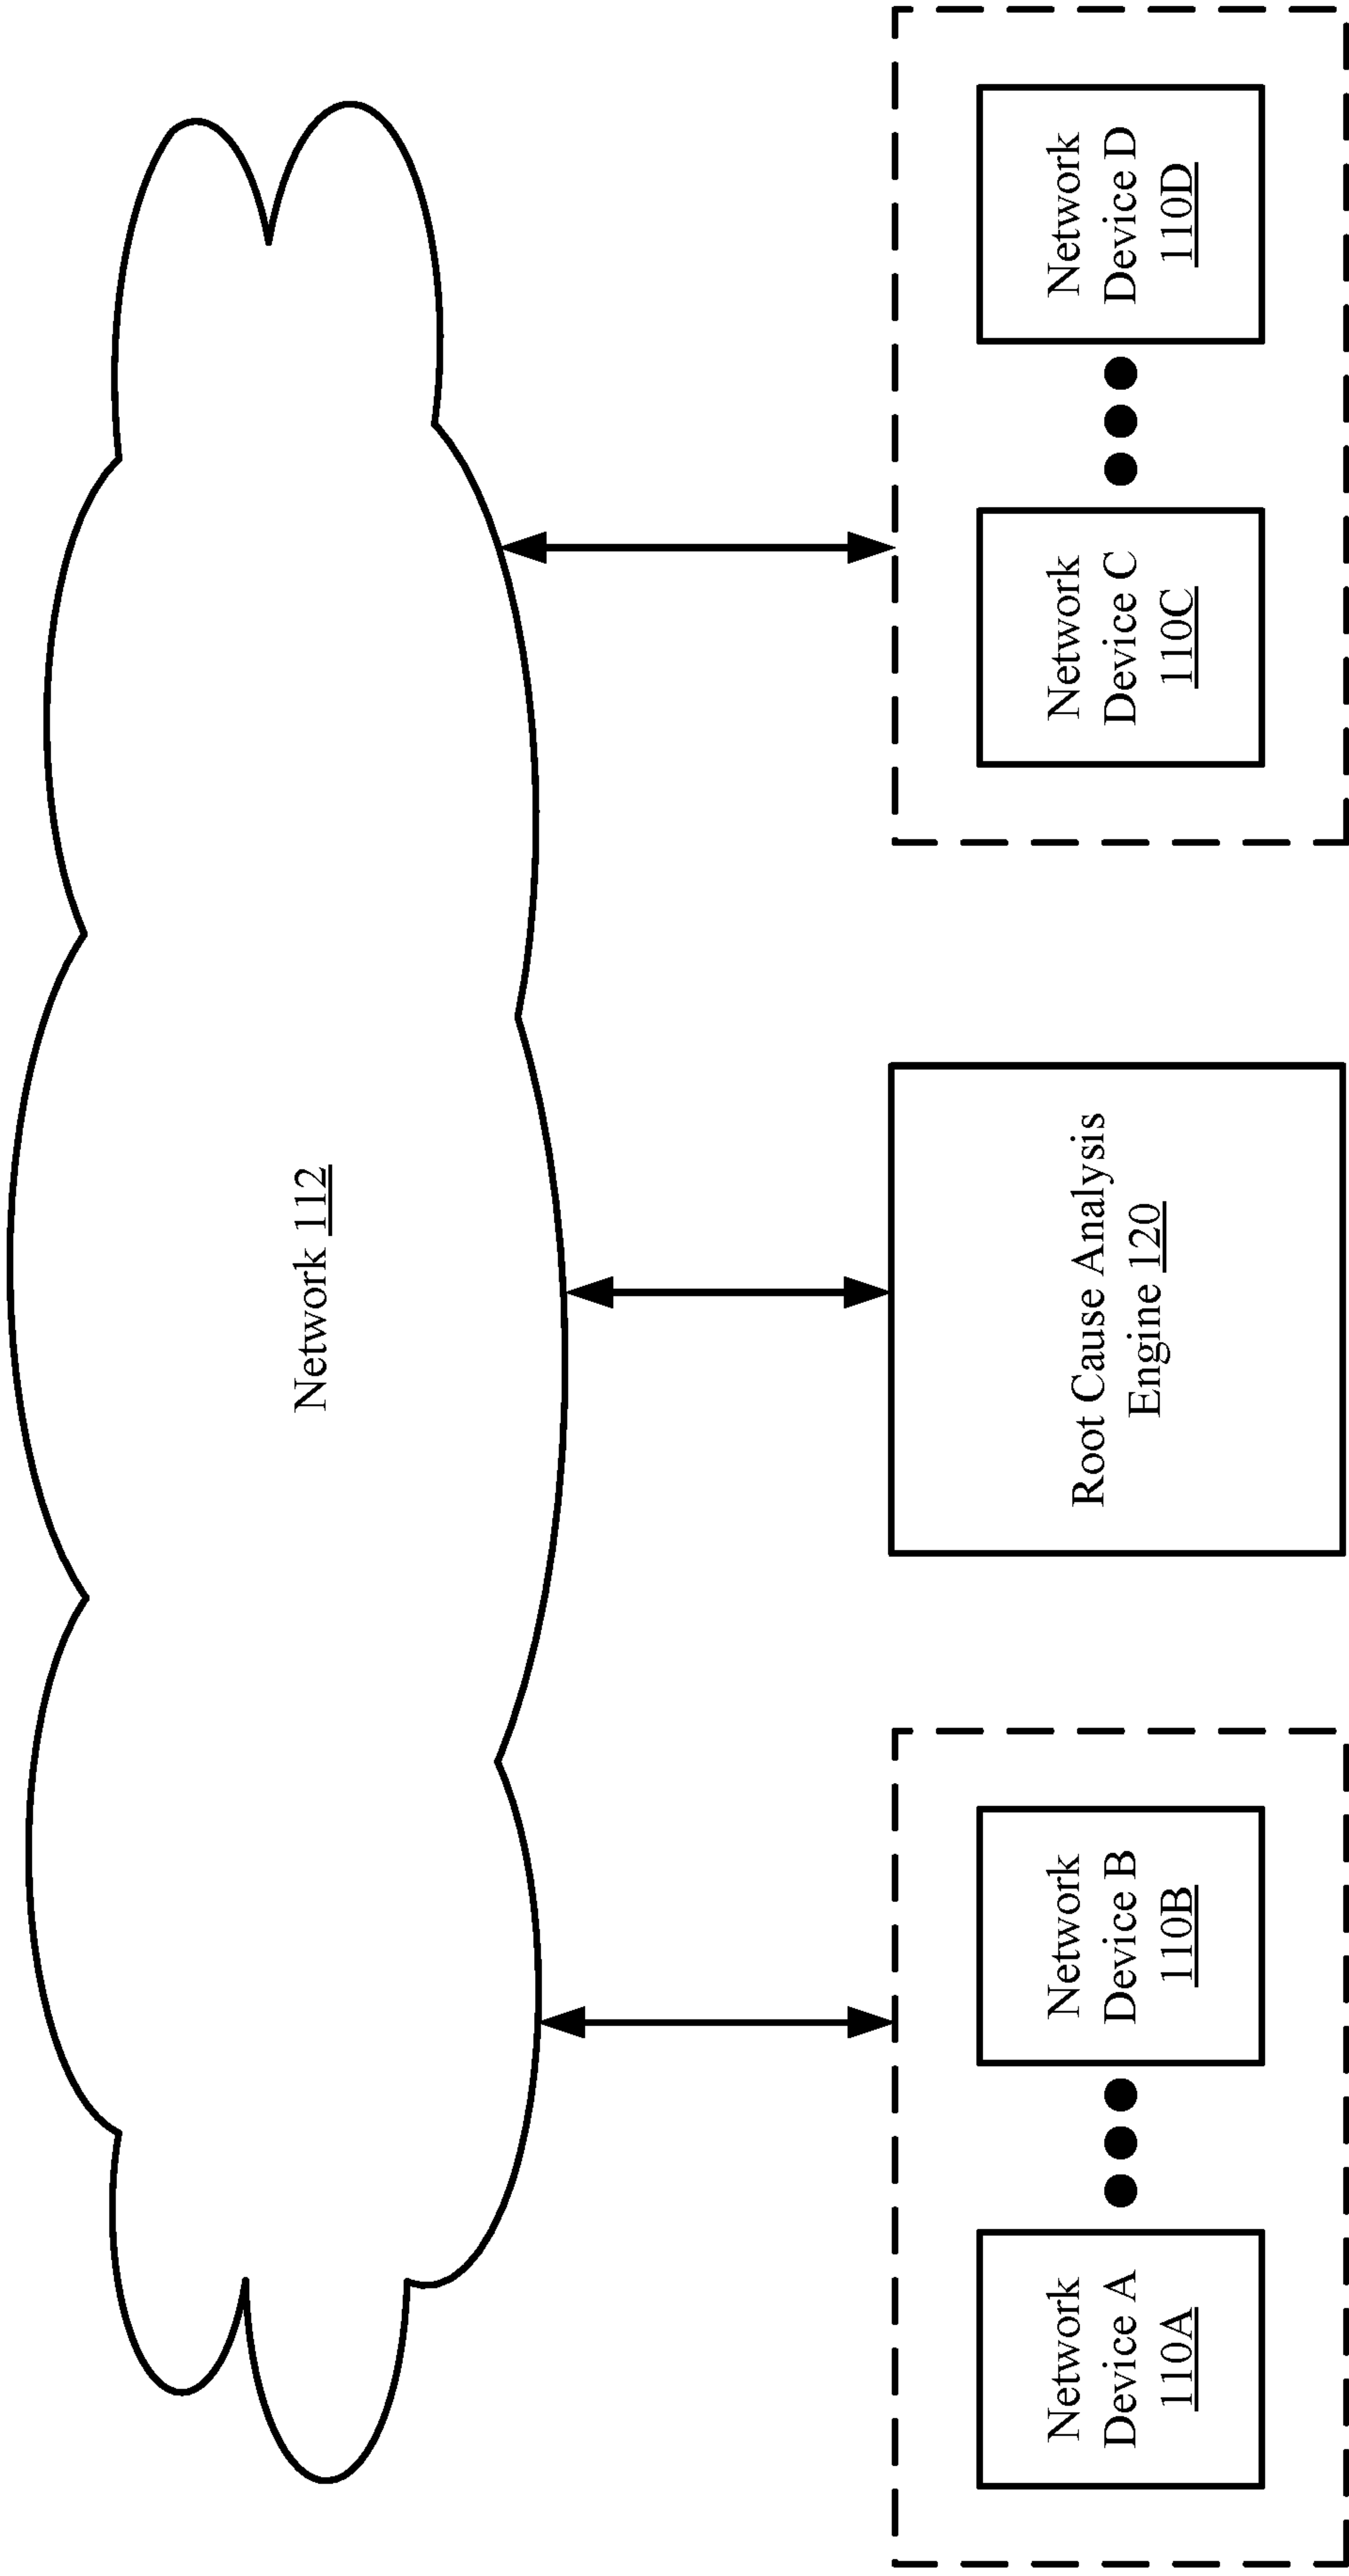 Network 112
Network
Device A
110A
Network
Device B
110B
Root Cause Analysis
Engine 120
Network
Device C
110C
Network
Device D
110D